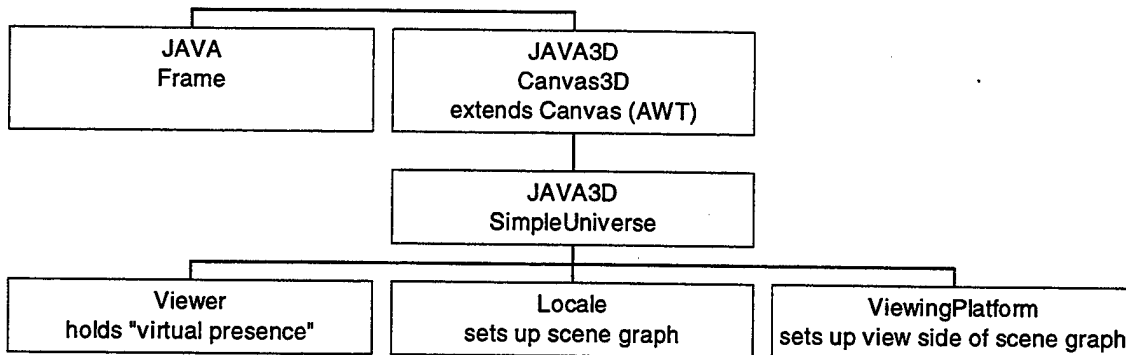 JAVA
Frame
JAVA3D
Canvas3D
extends Canvas (AWT)
JAVA3D
SimpleUniverse
Viewer
holds "virtual presence"
Locale
sets up scene graph
ViewingPlatform
sets up view side of scene graph